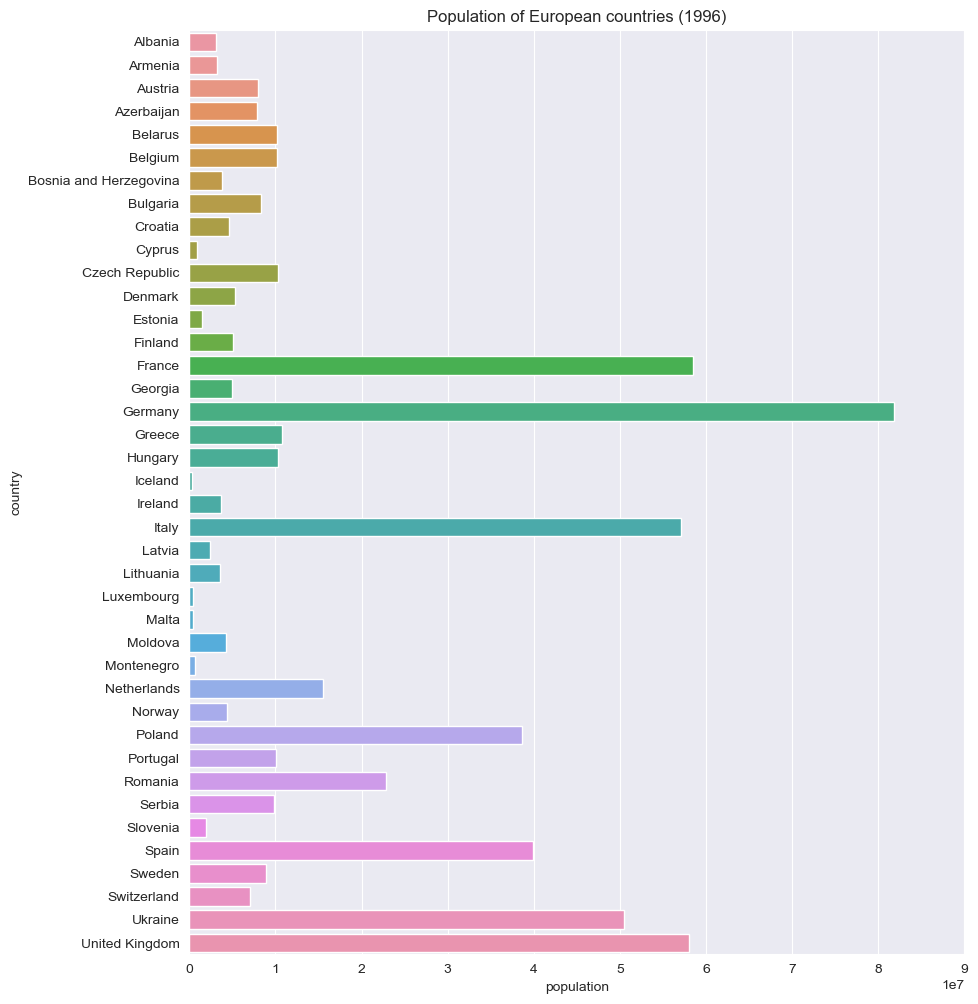 Population of European countries (1996)
Albania
Armenia
Austria
Azerbaijan
Belarus
Belgium
Bosnia and Herzegovina
Bulgaria
Croatia
Cyprus
Czech Republic
Denmark
Estonia
Finland
France
Georgia
Germany
Greece
Hungary
Iceland
Ireland
Italy
Latvia
Lithuania
Luxembourg
Malta
Moldova
Montenegro
Netherlands
Norway
Poland
Portugal
Romania
Serbia
Slovenia
Spain
Sweden
Switzerland
Ukraine
United Kingdom
country
0 1 2 3 4 5 6 7 8 9
1e7
population